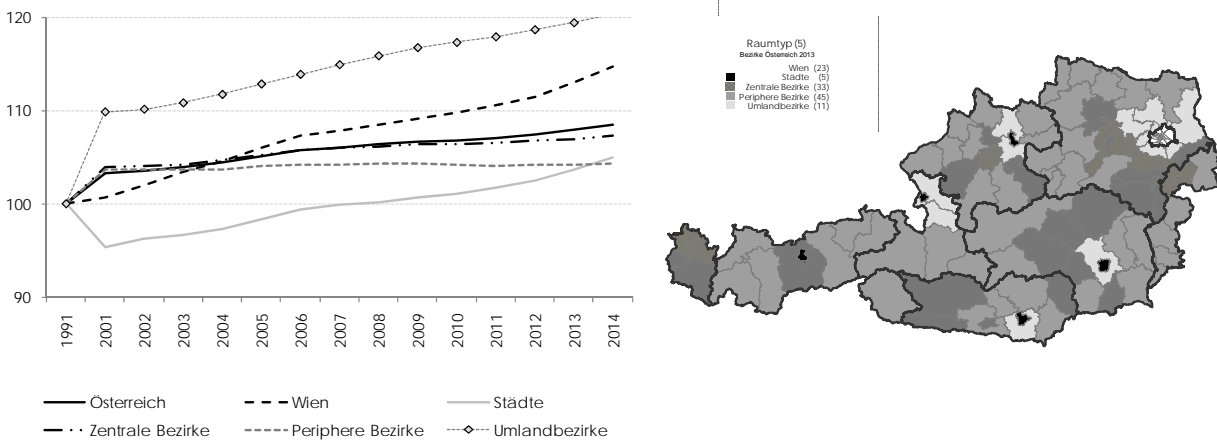 120
110
100
90
1991
2001
2002
2003
2004
2005
2006
2007
2008
2009
2010
2011
2012
2013
2014
Österreich
Wien
Städte
Zentrale Bezirke
Periphere Bezirke
Umlandbezirke
Raumtyp (5)
Bezirke Österreich 2013
Wien (23)
Städte (5)
Zentrale Bezirke (33)
Periphere Bezirke (45)
Umlandbezirke (11)